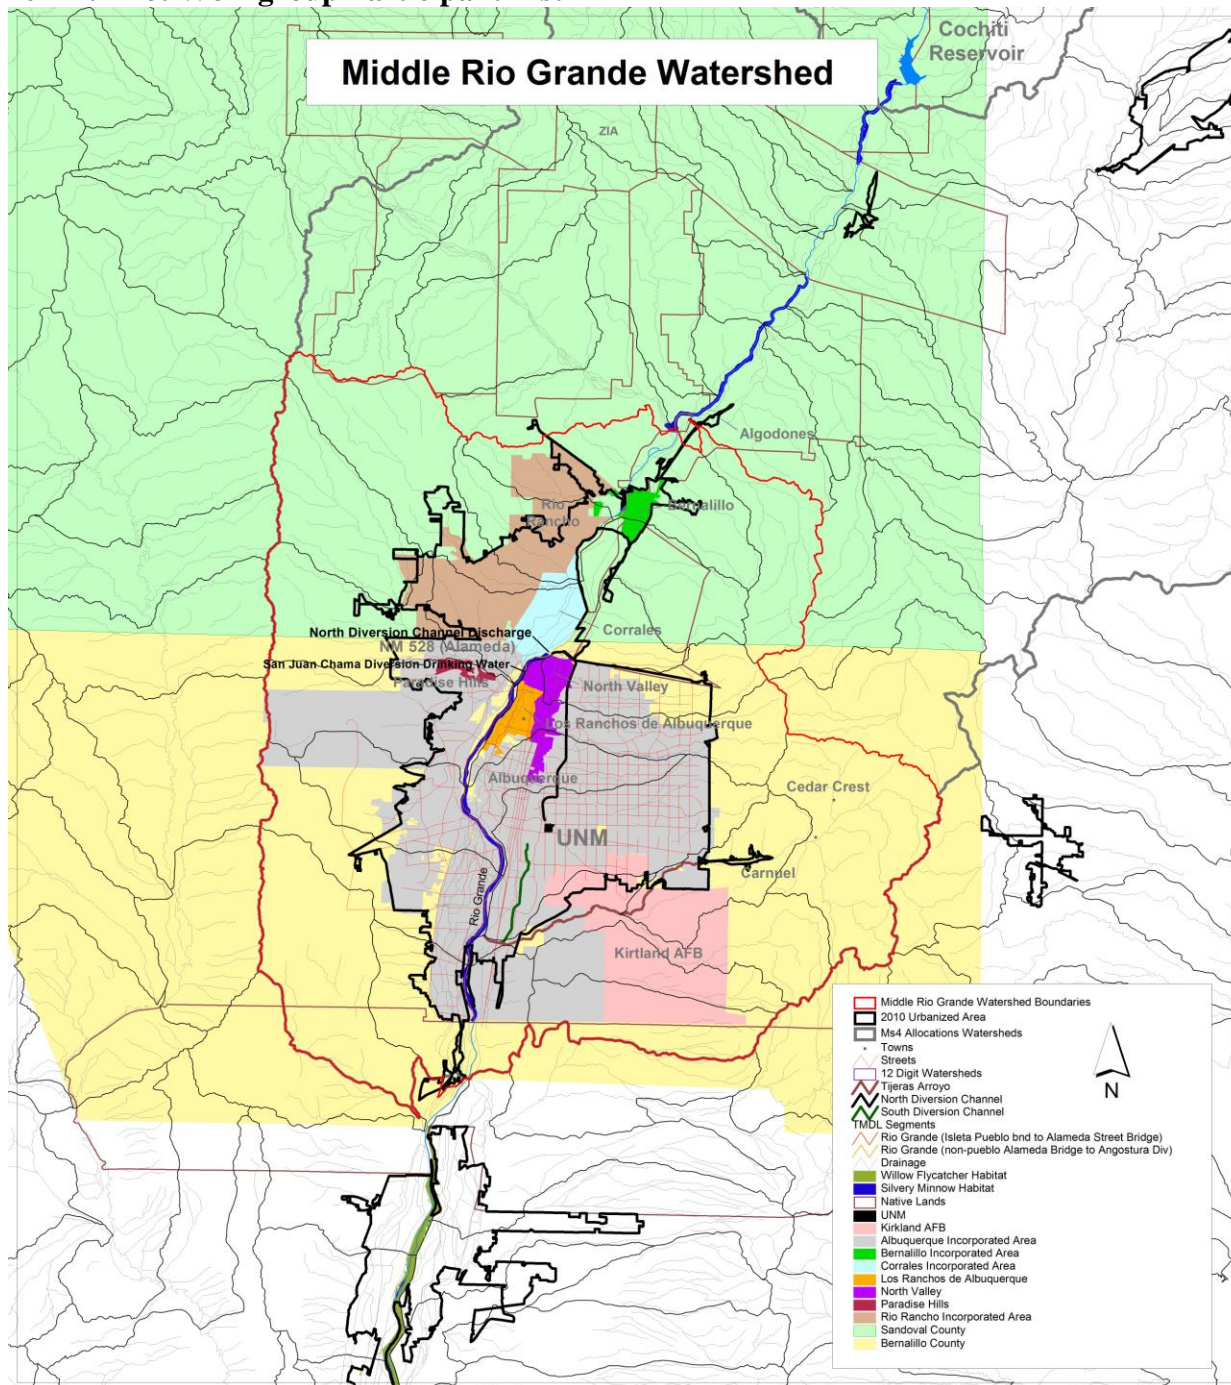 Cochiti
Reservoir
Middle Rio Grande Watershed
ZIA
Algodones
Rio
Rancho
Bernalillo
North Diversion Channel Discharge
Corrales
NM 528 (Alameda)
San Juan Chama Diversion Drinking Water
Paradise Hills
North Valley
Los Ranchos de Albuquerque
Albuquerque
Cedar Crest
UNM
Carnuel
Rio Grande
Kirtland AFB
Middle Rio Grande Watershed Boundaries
2010 Urbanized Area
Ms4 Allocations Watersheds
Towns
Streets
12 Digit Watersheds
Tijeras Arroyo
North Diversion Channel
South Diversion Channel
TMDL Segments
Rio Grande (Isleta Pueblo bnd to Alameda Street Bridge)
Rio Grande (non-pueblo Alameda Bridge to Angostura Div)
Drainage
Willow Flycatcher Habitat
Silvery Minnow Habitat
Native Lands
UNM
Kirkland AFB
Albuquerque Incorporated Area
Bernalillo Incorporated Area
Corrales Incorporated Area
Los Ranchos de Albuquerque
North Valley
Paradise Hills
Rio Rancho Incorporated Area
Sandoval County
Bernalillo County
N